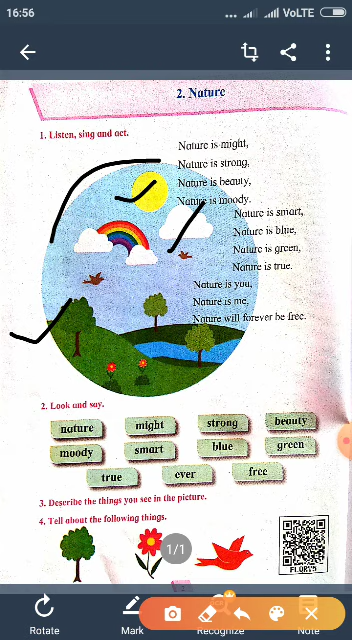 16:56
... VoLTE
2. Nature
1. Listen, sing and act.
Nature is might,
Nature is strong,
Nature is beauty,
Nature is moody.
Nature is smart,
Nature is blue,
Nature is green,
Nature is true.
Nature is you,
Nature is me,
Nature will forever be free.
2. Look and say.
nature might strong beauty
moody smart blue green
true ever free
3. Describe the things you see in the picture.
4. Tell about the following things.
1/1
Rotate Mark Recognize Note